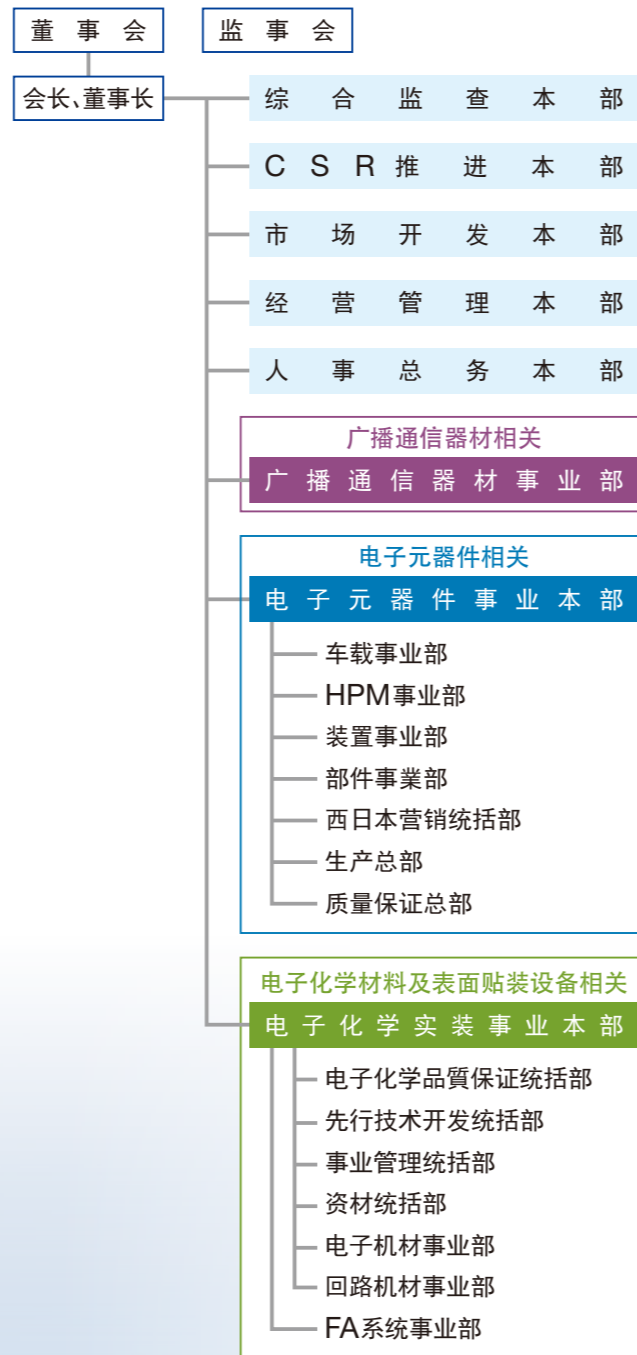 董事会
监事会
会长、董事长
综合监查本部
CSR推进本部
市场开发本部
经营管理本部
人事总务本部
广播通信器材相关
广播通信器材事业部
电子元器件相关
电子元器件事业本部
车载事业部
HPM事业部
装置事业部
部件事業部
西日本营销统括部
生产总部
质量保证总部
电子化学材料及表面贴装设备相关
电子化学实装事业本部
电子化学品質保证统括部
先行技术开发统括部
事业管理统括部
资材统括部
电子机材事业部
回路机材事业部
FA系统事业部